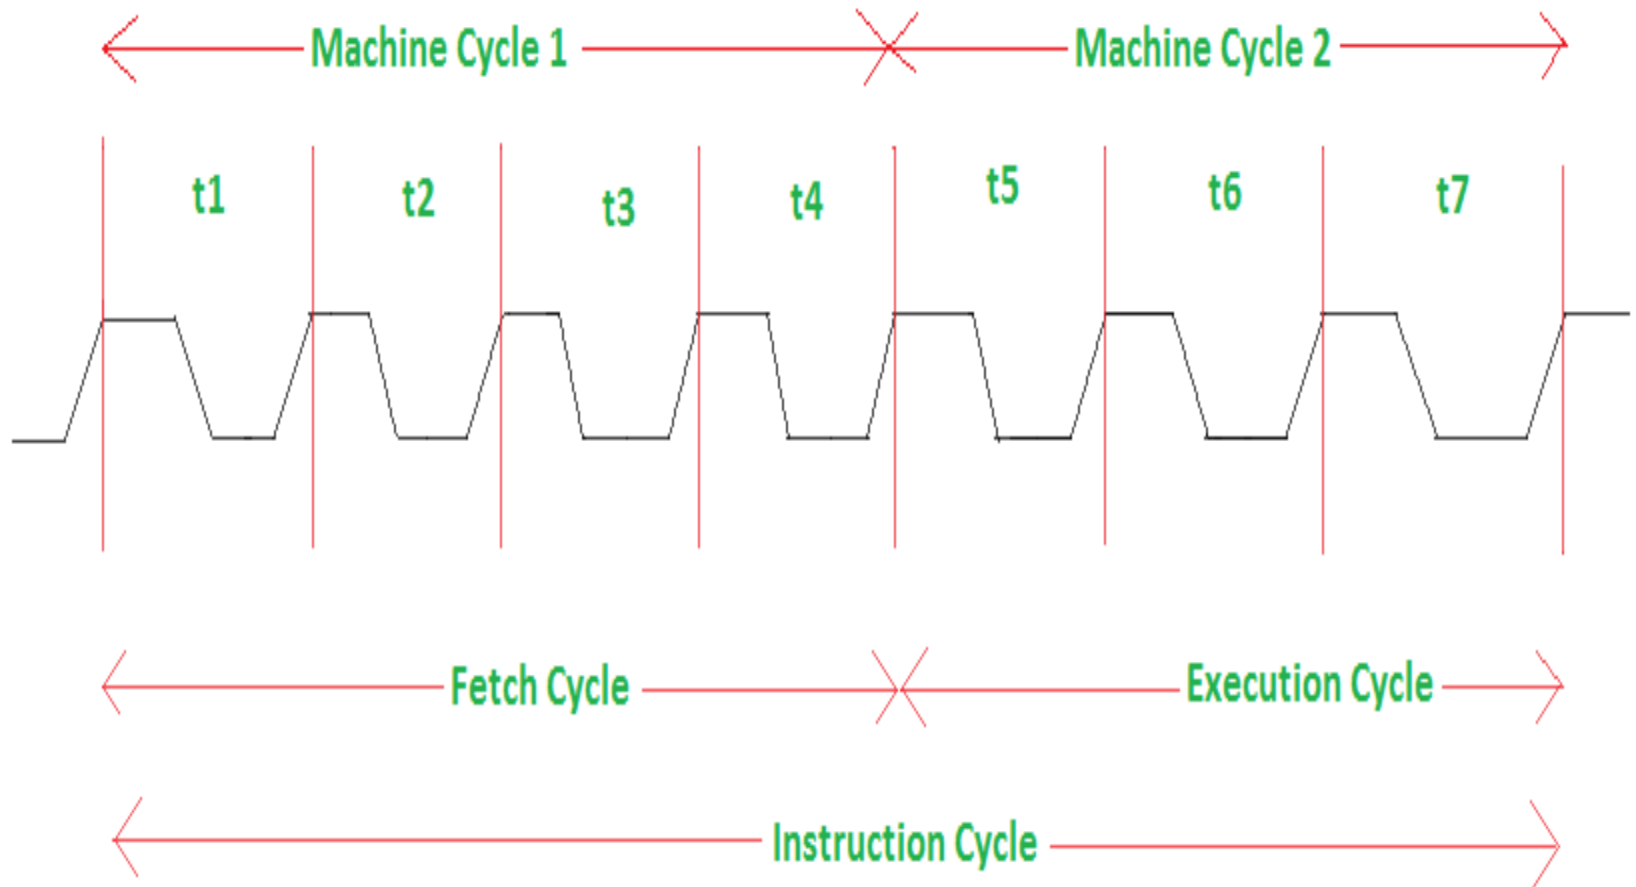 Machine Cycle 1 Machine Cycle 2
t1 t2 t3 t4 t5 t6 t7
Fetch Cycle Execution Cycle
Instruction Cycle